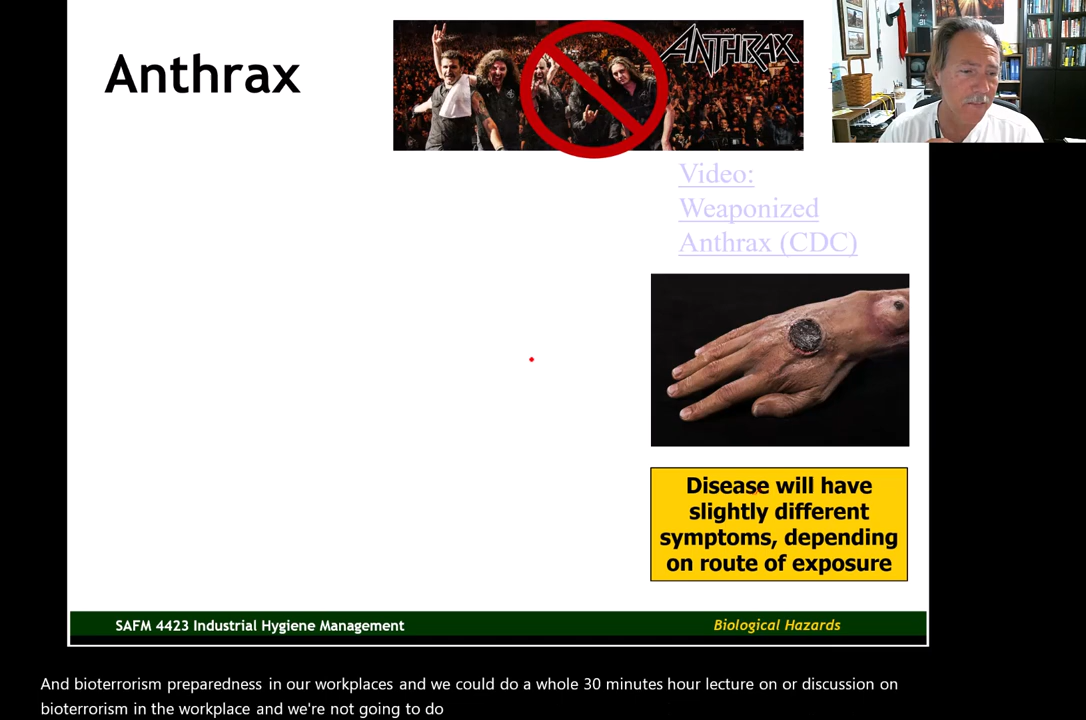 Anthrax
ANTHRAX
Video:
Weaponized
Anthrax (CDC)
Disease will have
slightly different
symptoms, depending
on route of exposure
SAFM 4423 Industrial Hygiene Management
Biological Hazards
And bioterrorism preparedness in our workplaces and we could do a whole 30 minutes hour lecture on or discussion on
bioterrorism in the workplace and we're not going to do